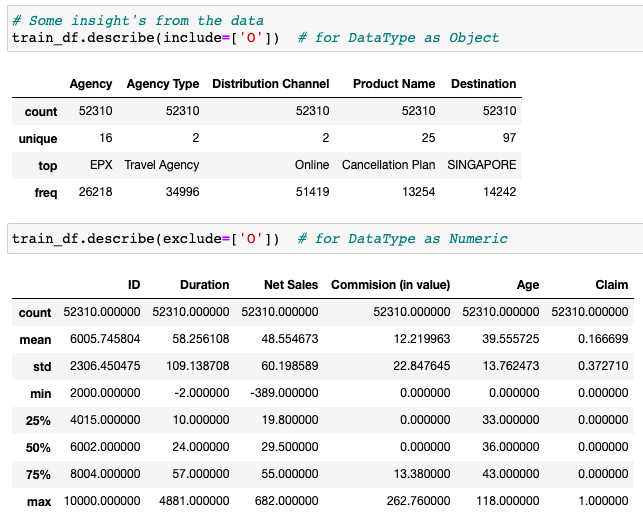 # Some insight's from the data
train_df.describe(include=['O'])  # for DataType as Object
Agency Agency Type Distribution Channel Product Name Destination
count 52310 52310 52310 52310 52310
unique 16 2 2 25 97
top EPX Travel Agency Online Cancellation Plan SINGAPORE
freq 26218 34996 51419 13254 14242
train_df.describe(exclude=['O'])  # for DataType as Numeric
ID Duration Net Sales Commision (in value) Age Claim
count 52310.000000 52310.000000 52310.000000 52310.000000 52310.000000 52310.000000
mean 6005.745804 58.256108 48.554673 12.219963 39.555725 0.166699
std 2306.450475 109.138708 60.198589 22.847645 13.762473 0.372710
min 2000.000000 -2.000000 -389.000000 0.000000 0.000000 0.000000
25% 4015.000000 10.000000 19.800000 0.000000 33.000000 0.000000
50% 6002.000000 24.000000 29.500000 0.000000 36.000000 0.000000
75% 8004.000000 57.000000 55.000000 13.380000 43.000000 0.000000
max 10000.000000 4881.000000 682.000000 262.760000 118.000000 1.000000